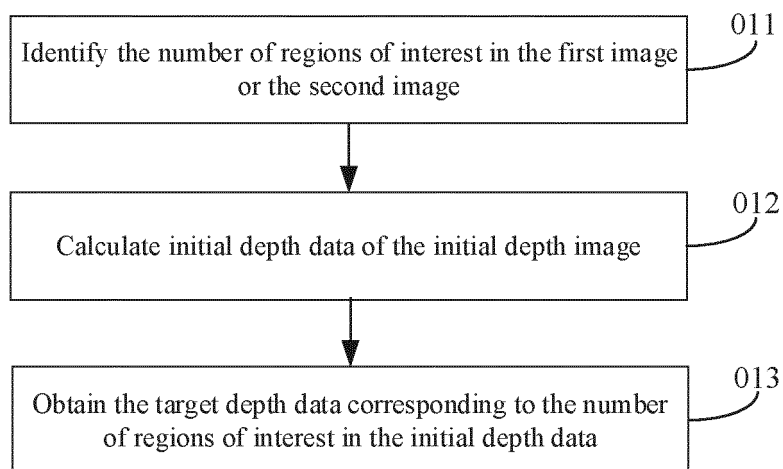 011
Identify the number of regions of interest in the first image
or the second image
012
Calculate initial depth data of the initial depth image
013
Obtain the target depth data corresponding to the number
of regions of interest in the initial depth data